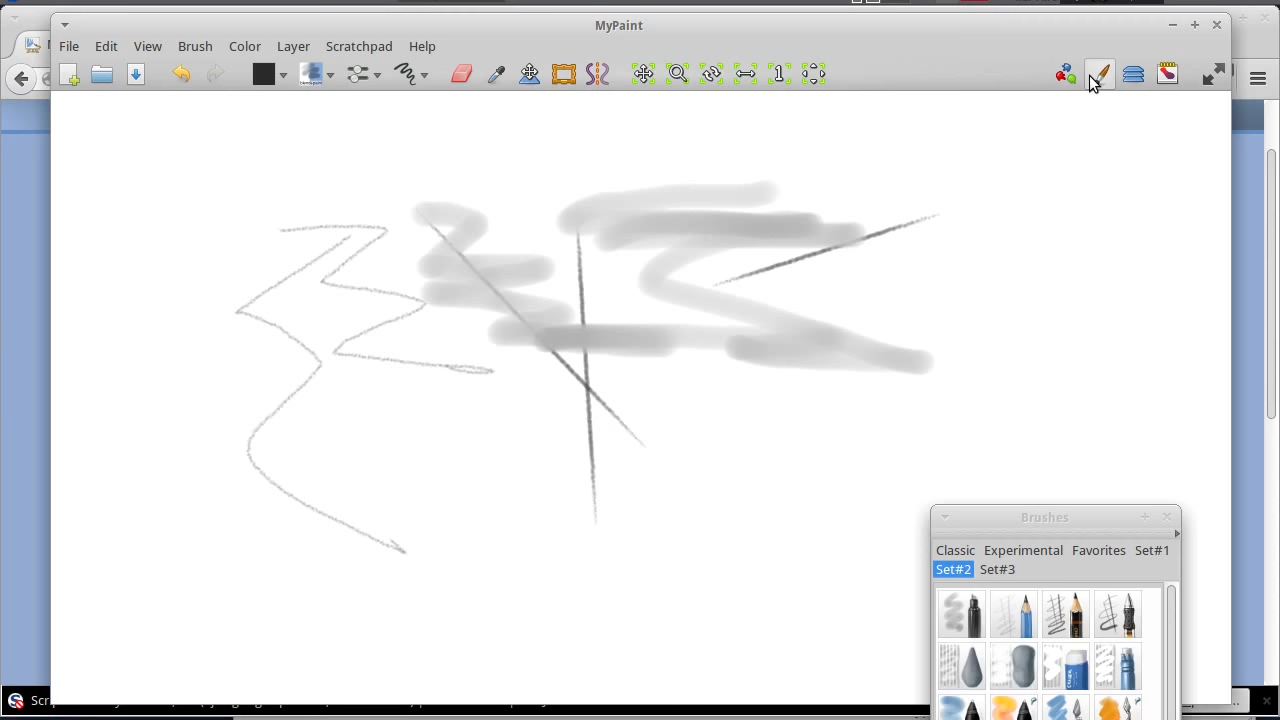 MyPaint
File Edit View Brush Color Layer Scratchpad Help
1
Brushes
Classic Experimental Favorites Set#1
Set#2 Set#3